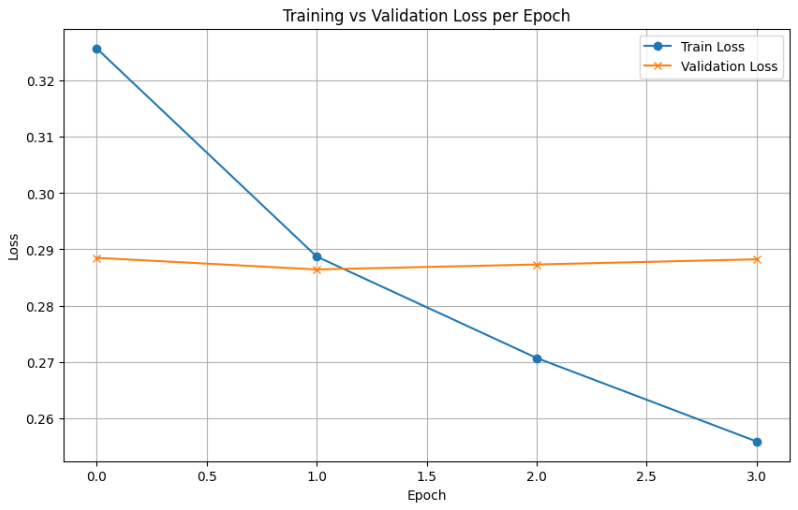 Training vs Validation Loss per Epoch
Train Loss
Validation Loss
Loss
0.32
0.31
0.30
0.29
0.28
0.27
0.26
0.0 0.5 1.0 1.5 2.0 2.5 3.0
Epoch